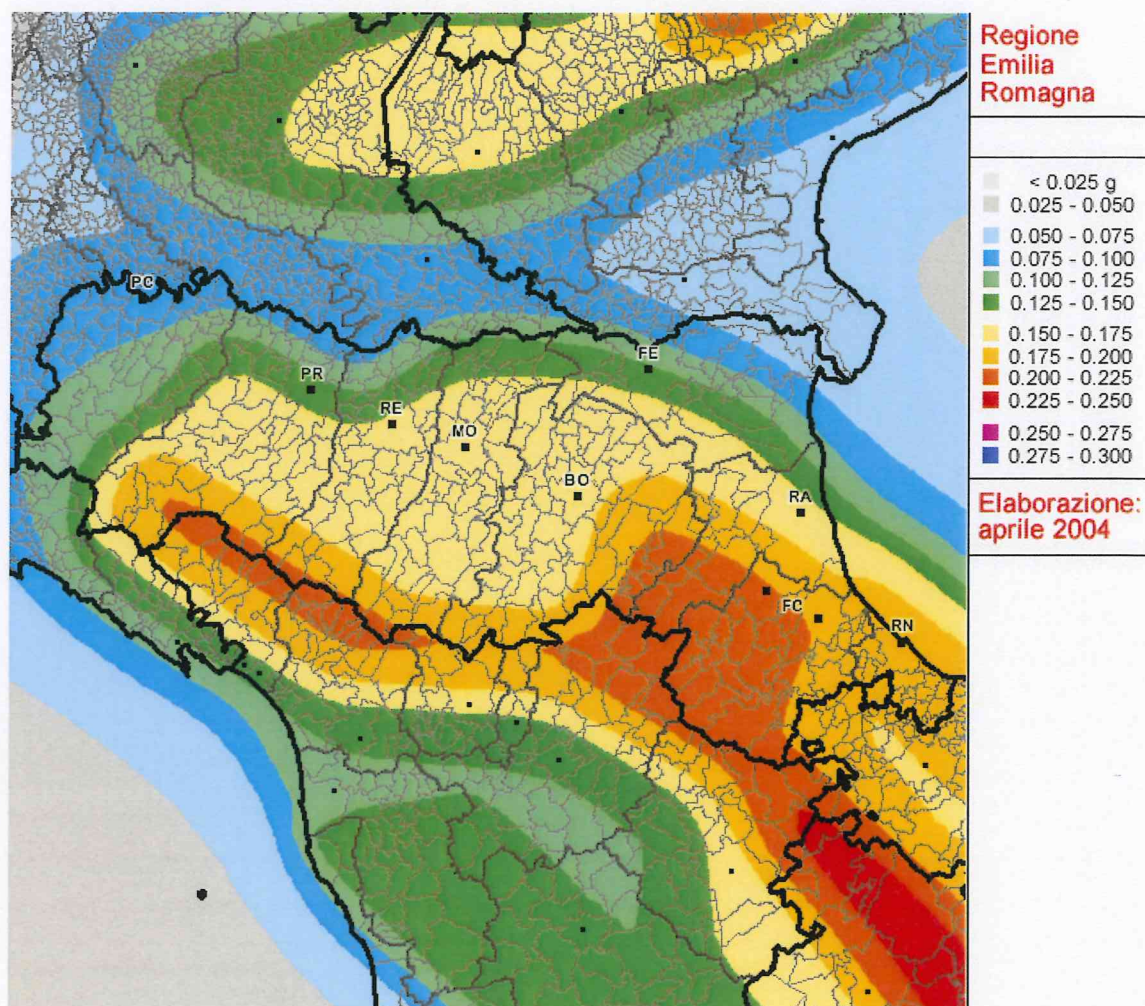 Regione
Emilia
Romagna
< 0.025 g
0.025 - 0.050
0.050 - 0.075
0.075 - 0.100
0.100 - 0.125
0.125 - 0.150
0.150 - 0.175
0.175 - 0.200
0.200 - 0.225
0.225 - 0.250
0.250 - 0.275
0.275 - 0.300
Elaborazione:
aprile 2004
PC
FE
PR
RE
MO
BO
RA
FC
RN